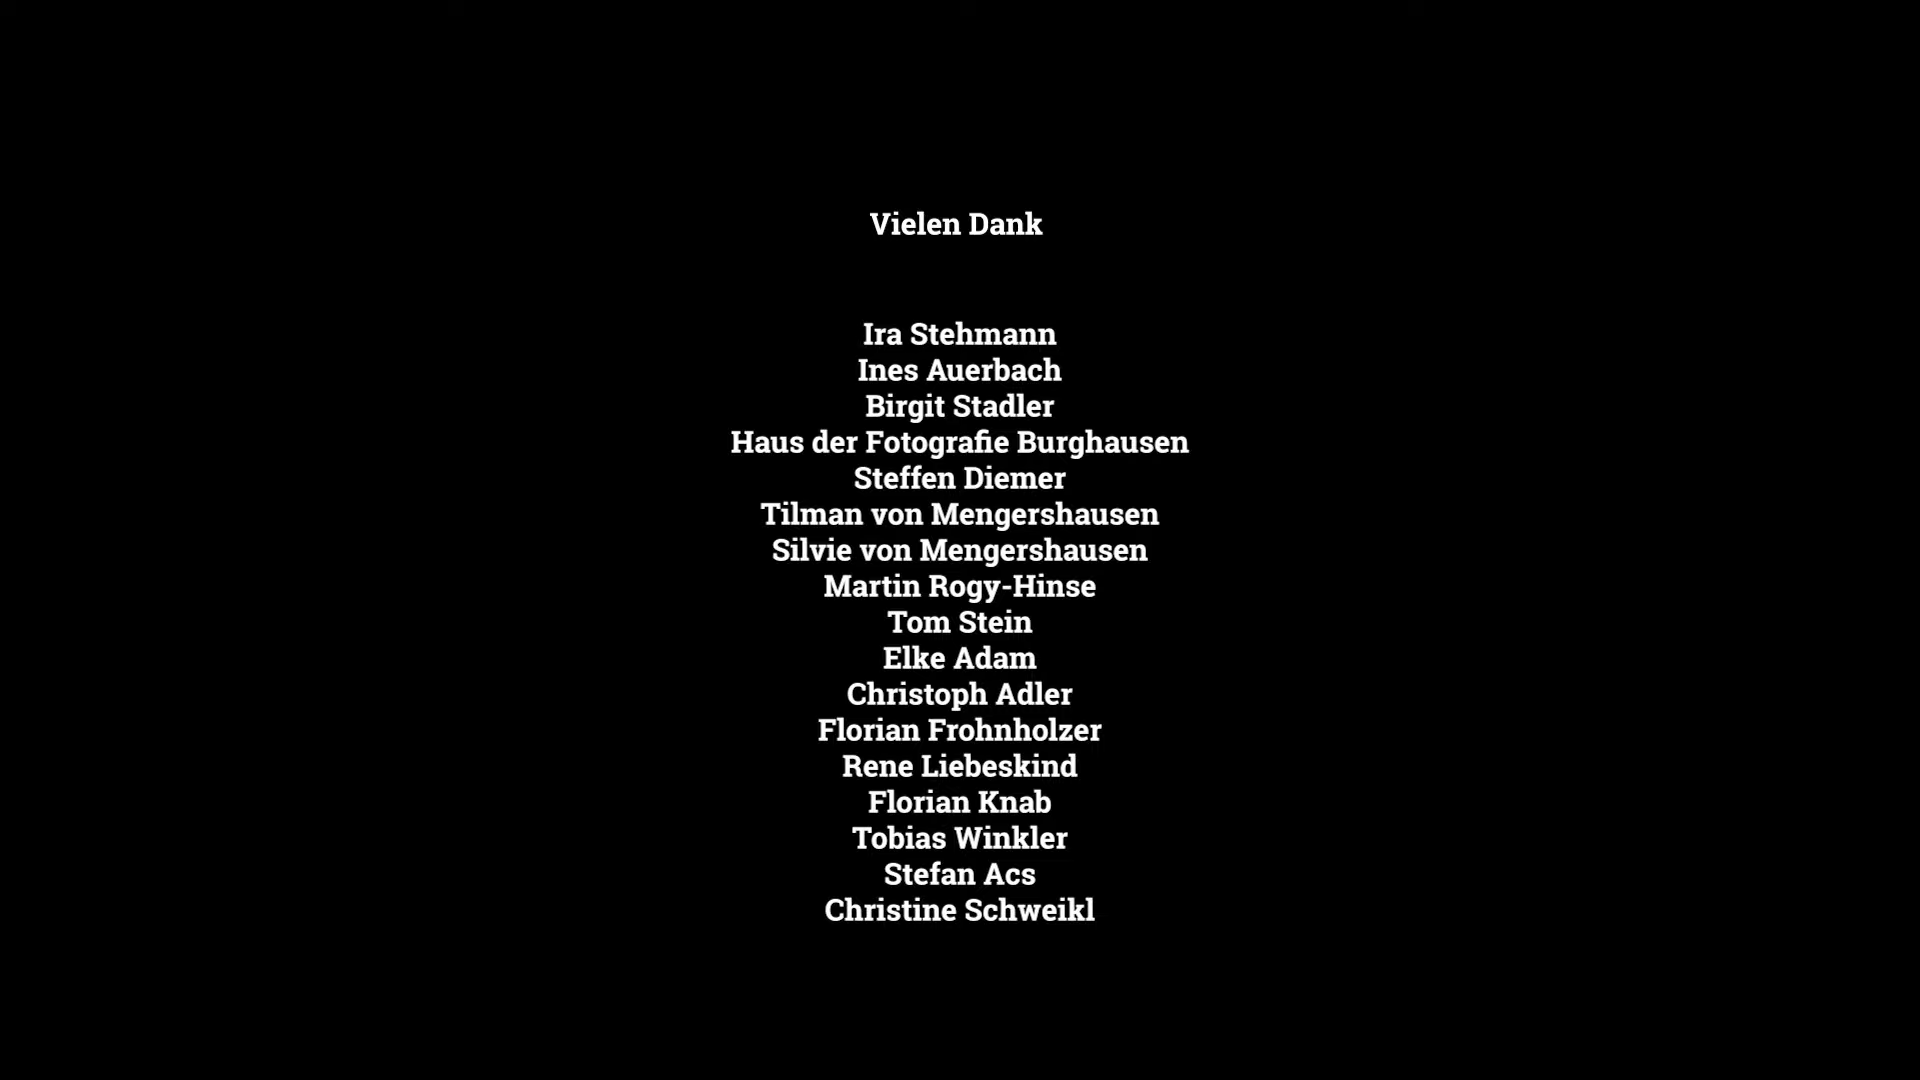 Vielen Dank
Ira Stehmann
Ines Auerbach
Birgit Stadler
Haus der Fotografie Burghausen
Steffen Diemer
Tilman von Mengershausen
Silvie von Mengershausen
Martin Rogy-Hinse
Tom Stein
Elke Adam
Christoph Adler
Florian Frohnholzer
Rene Liebeskind
Florian Knab
Tobias Winkler
Stefan Acs
Christine Schweikl